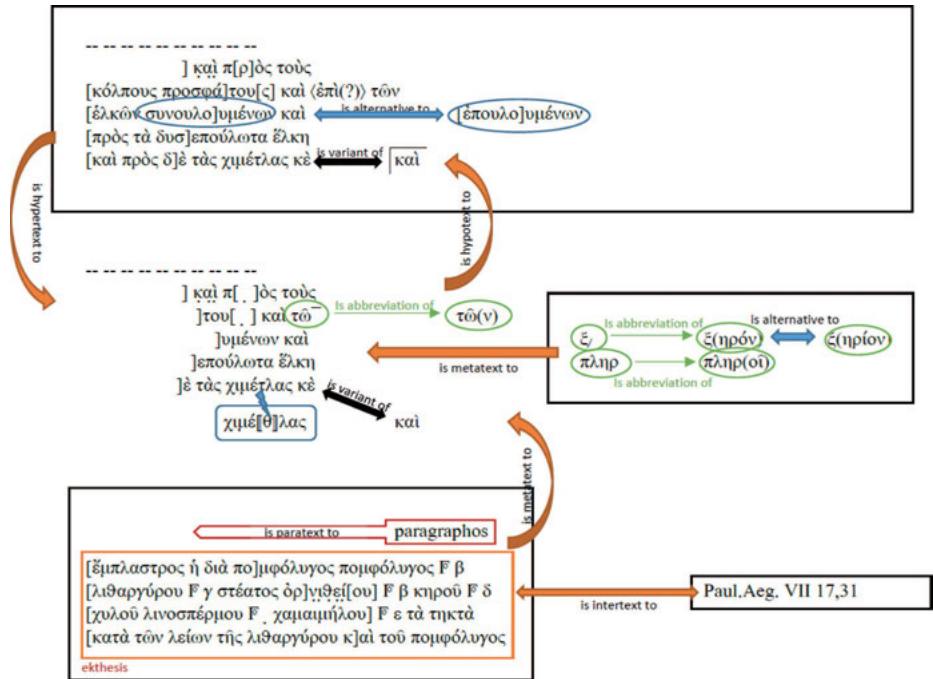 -- -- -- -- -- -- -- -- -- --
] κ̣α̣ὶ π[ρ]ὸς τοὺς
[κόλπους προσφά]του[ς] καὶ ⟨ἐπὶ(?)⟩ τῶν
[ἑλκῶν συνουλο]υμένων καὶ is alternative to [ἐπουλο]υμένων
[πρὸς τὰ δυσ]επούλωτα ἕλκη
[καὶ πρὸς δ]ὲ τὰς χιμέτλας κὲ is variant of καὶ
is hypertext to
is hypotext to
-- -- -- -- -- -- -- -- -- --
] κ̣α̣ὶ π[ ̣ ]ὸς τοὺς
]του[ ̣ ] καὶ τῶ¯ Is abbreviation of τῶ(ν)
]υμένων καὶ
]επούλωτα ἕλκη
]ὲ τὰς χιμέτλας κὲ is variant of καὶ
χιμέ⟦θ⟧λας
is metatext to
ξ/ Is abbreviation of ξ(ηρόν) is alternative to ξ(ηρίον)
πληρ Is abbreviation of πληρ(οῖ)
is metatext to
is paratext to paragraphos
[ἔμπλαστρος ἡ διὰ πο]μφόλυγος πομφόλυγος 𐅻 β
[λιθαργύρου 𐅻 γ στέατος ὀρ]ν̣ι̣θ̣ε̣ί̣[ου] 𐅻 β κηροῦ 𐅻 δ
[χυλοῦ λινοσπέρμου 𐅻 ̣ χαμαιμήλου] 𐅻 ε τὰ τηκτὰ
[κατὰ τῶν λείων τῆς λιθαργύρου κ]αὶ τοῦ πομφόλυγος
ekthesis
is intertext to
Paul.Aeg. VII 17,31